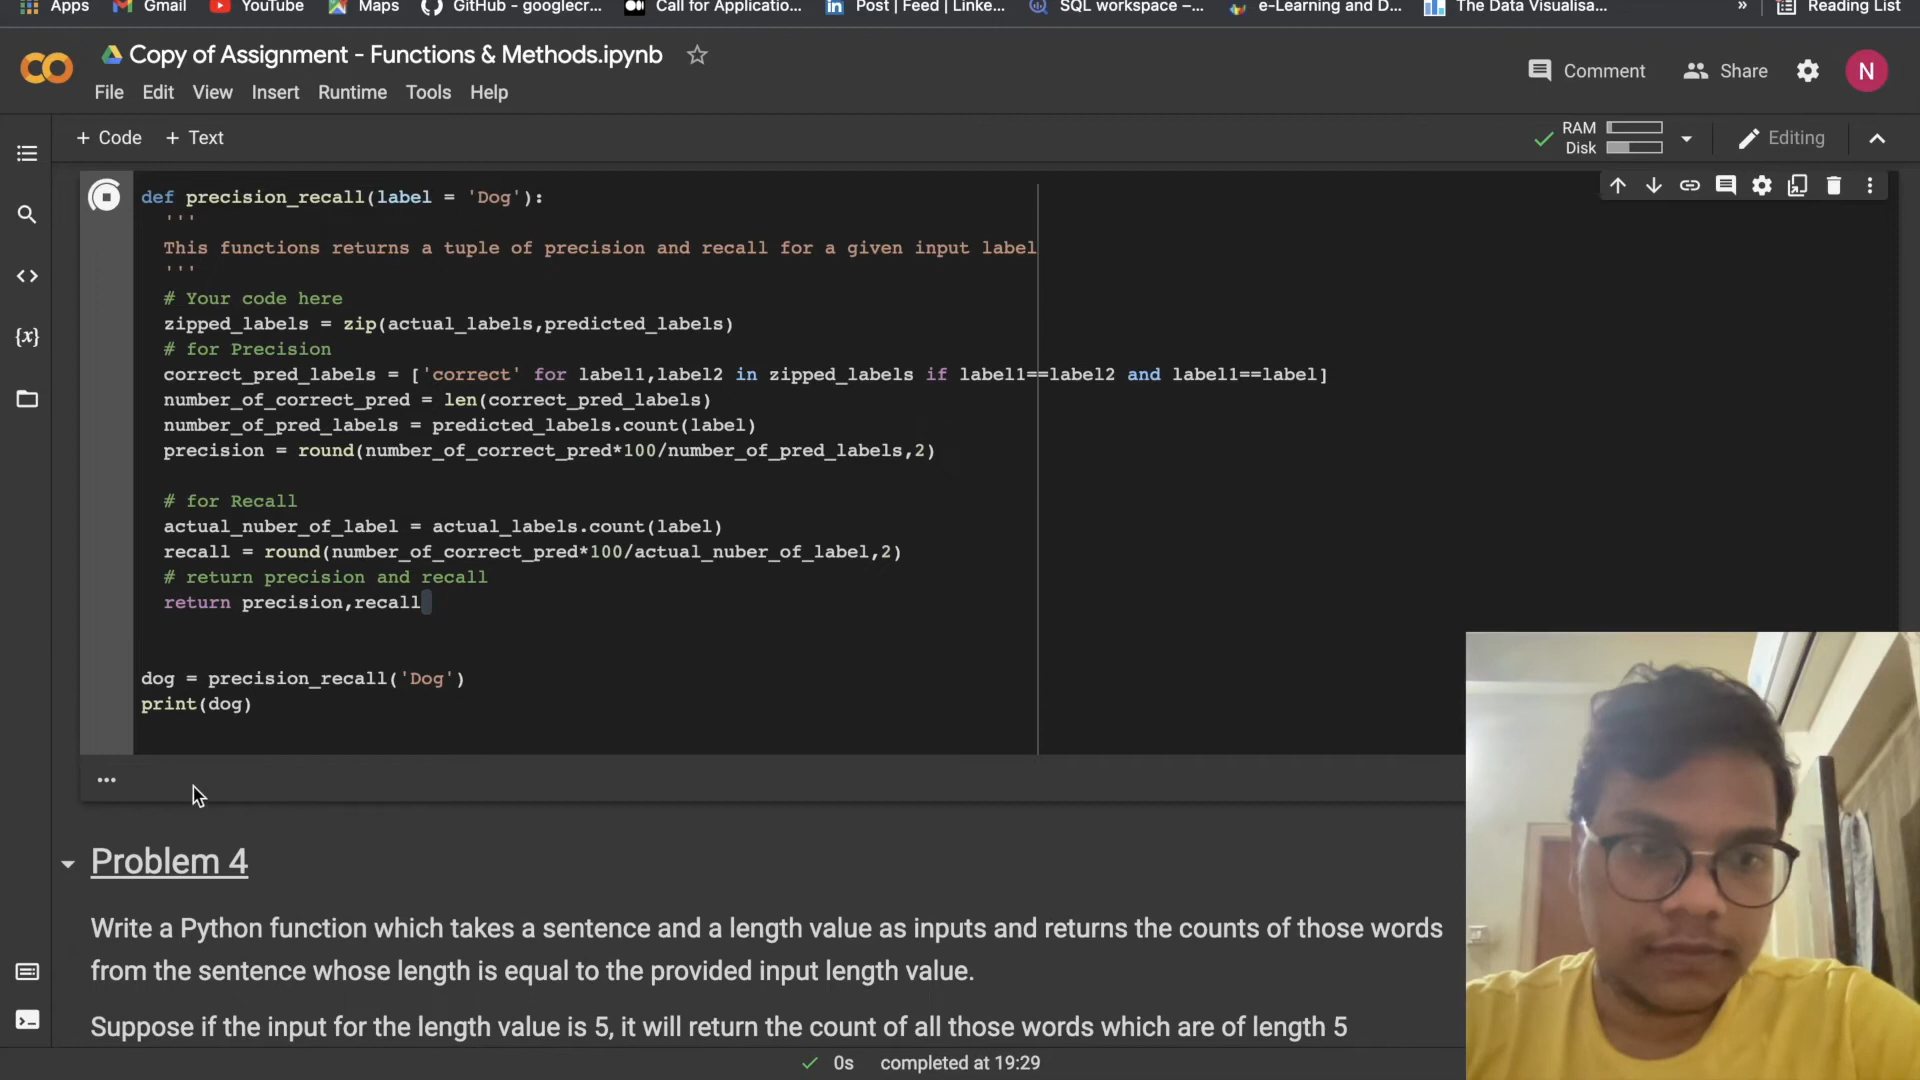 Apps Gmail YouTube Maps GitHub - googlecr... Call for Applicatio... Post | Feed | Linke... SQL workspace –... e-Learning and D... The Data Visualisa... » Reading List
Copy of Assignment - Functions & Methods.ipynb
Comment Share N
File Edit View Insert Runtime Tools Help
+ Code + Text
RAM
Disk
Editing
def precision_recall(label = 'Dog'):
'''
This functions returns a tuple of precision and recall for a given input label
'''
# Your code here
zipped_labels = zip(actual_labels,predicted_labels)
# for Precision
correct_pred_labels = ['correct' for label1,label2 in zipped_labels if label1==label2 and label1==label]
number_of_correct_pred = len(correct_pred_labels)
number_of_pred_labels = predicted_labels.count(label)
precision = round(number_of_correct_pred*100/number_of_pred_labels,2)
# for Recall
actual_nuber_of_label = actual_labels.count(label)
recall = round(number_of_correct_pred*100/actual_nuber_of_label,2)
# return precision and recall
return precision,recall
dog = precision_recall('Dog')
print(dog)
...
Problem 4
Write a Python function which takes a sentence and a length value as inputs and returns the counts of those words
from the sentence whose length is equal to the provided input length value.
Suppose if the input for the length value is 5, it will return the count of all those words which are of length 5
0s completed at 19:29